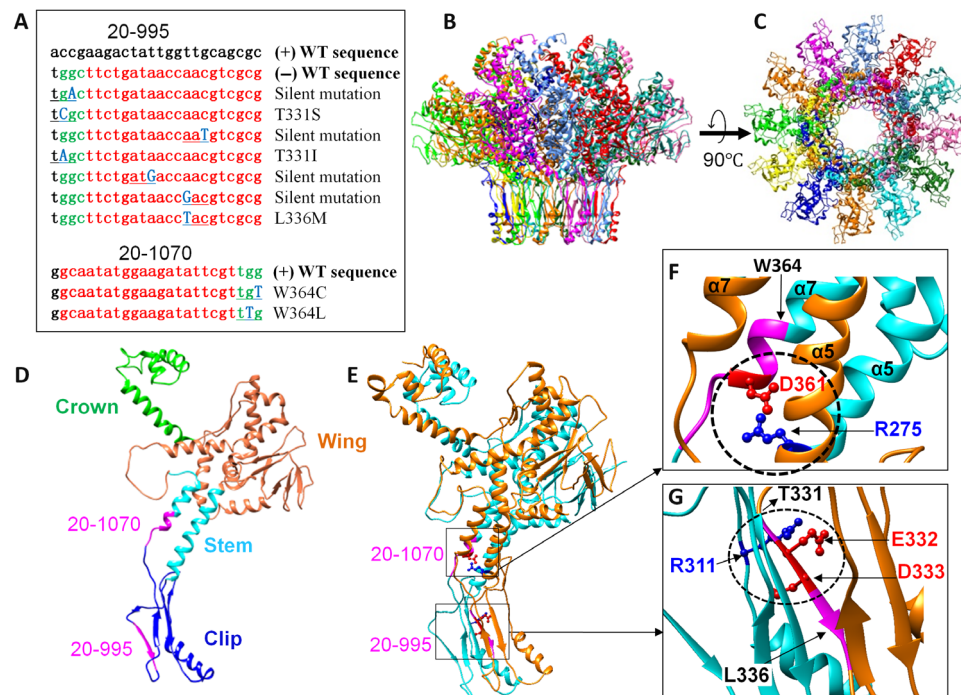 A
20-995
accgaagactattggttgcagcgc (+) WT sequence
tggcttctgataaccaacgtcgcg (–) WT sequence
tgActtctgataaccaacgtcgcg Silent mutation
tCgcttctgataaccaacgtcgcg T331S
tggcttctgataaccaaTgtcgcg Silent mutation
tAgcttctgataaccaacgtcgcg T331I
tggcttctgatGaccaacgtcgcg Silent mutation
tggcttctgataaccGacgtcgcg Silent mutation
tggcttctgataaccTacgtcgcg L336M
20-1070
ggcaatatggaagatattcgttgg (+) WT sequence
ggcaatatggaagatattcgttgT W364C
ggcaatatggaagatattcgttTg W364L
B
90°C
C
D
Crown
Wing
20-1070
Stem
20-995
Clip
E
20-1070
20-995
F
W364
α7
α7
α5
α5
D361
R275
G
T331
R311
E332
D333
L336